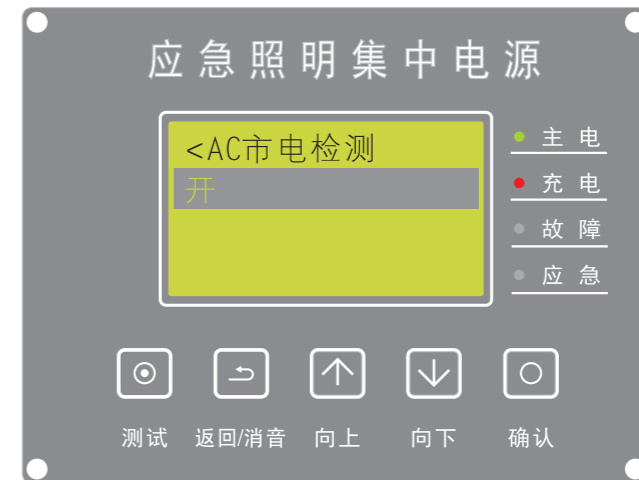 应急照明集中电源
<AC市电检测
开
主电
充电
故障
应急
测试 返回/消音 向上 向下 确认